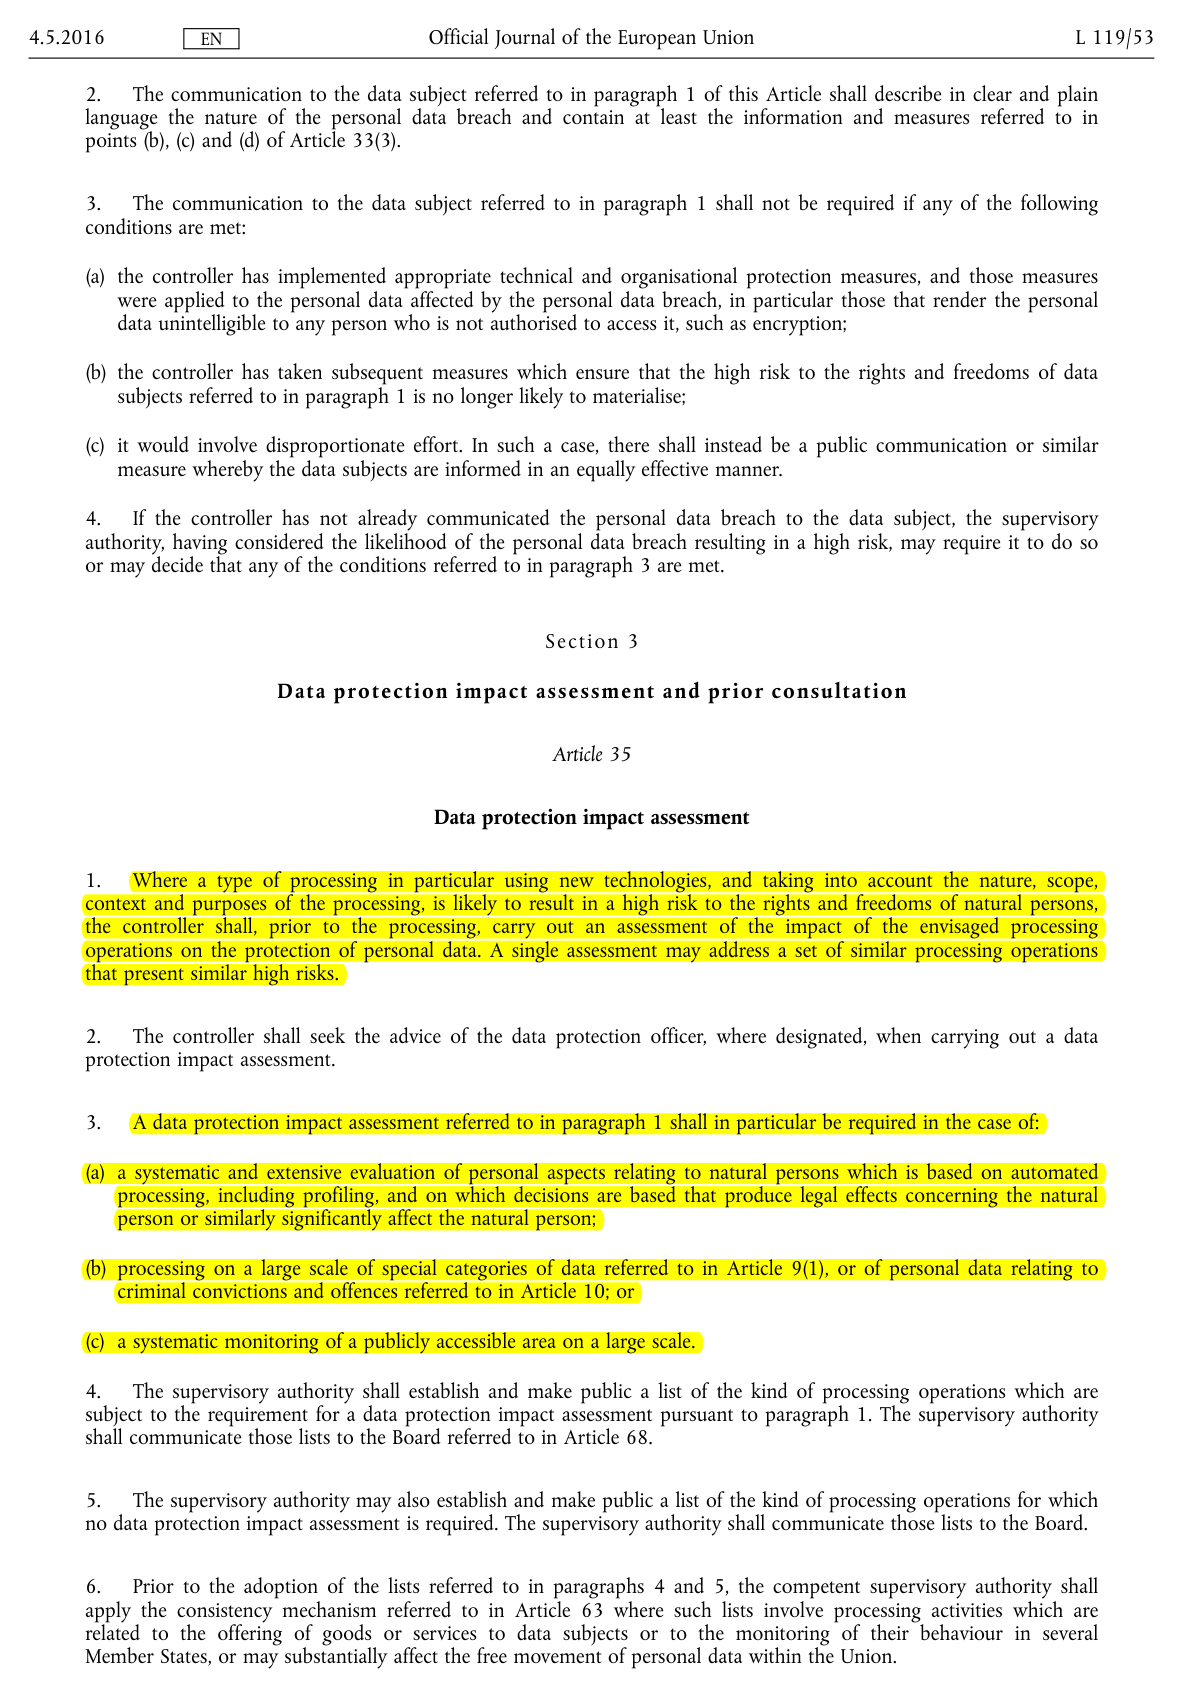 4.5.2016 EN Official Journal of the European Union L 119/53
2. The communication to the data subject referred to in paragraph 1 of this Article shall describe in clear and plain
language the nature of the personal data breach and contain at least the information and measures referred to in
points (b), (c) and (d) of Article 33(3).
3. The communication to the data subject referred to in paragraph 1 shall not be required if any of the following
conditions are met:
(a) the controller has implemented appropriate technical and organisational protection measures, and those measures
were applied to the personal data affected by the personal data breach, in particular those that render the personal
data unintelligible to any person who is not authorised to access it, such as encryption;
(b) the controller has taken subsequent measures which ensure that the high risk to the rights and freedoms of data
subjects referred to in paragraph 1 is no longer likely to materialise;
(c) it would involve disproportionate effort. In such a case, there shall instead be a public communication or similar
measure whereby the data subjects are informed in an equally effective manner.
4. If the controller has not already communicated the personal data breach to the data subject, the supervisory
authority, having considered the likelihood of the personal data breach resulting in a high risk, may require it to do so
or may decide that any of the conditions referred to in paragraph 3 are met.
Section 3
Data protection impact assessment and prior consultation
Article 35
Data protection impact assessment
1. Where a type of processing in particular using new technologies, and taking into account the nature, scope,
context and purposes of the processing, is likely to result in a high risk to the rights and freedoms of natural persons,
the controller shall, prior to the processing, carry out an assessment of the impact of the envisaged processing
operations on the protection of personal data. A single assessment may address a set of similar processing operations
that present similar high risks.
2. The controller shall seek the advice of the data protection officer, where designated, when carrying out a data
protection impact assessment.
3. A data protection impact assessment referred to in paragraph 1 shall in particular be required in the case of:
(a) a systematic and extensive evaluation of personal aspects relating to natural persons which is based on automated
processing, including profiling, and on which decisions are based that produce legal effects concerning the natural
person or similarly significantly affect the natural person;
(b) processing on a large scale of special categories of data referred to in Article 9(1), or of personal data relating to
criminal convictions and offences referred to in Article 10; or
(c) a systematic monitoring of a publicly accessible area on a large scale.
4. The supervisory authority shall establish and make public a list of the kind of processing operations which are
subject to the requirement for a data protection impact assessment pursuant to paragraph 1. The supervisory authority
shall communicate those lists to the Board referred to in Article 68.
5. The supervisory authority may also establish and make public a list of the kind of processing operations for which
no data protection impact assessment is required. The supervisory authority shall communicate those lists to the Board.
6. Prior to the adoption of the lists referred to in paragraphs 4 and 5, the competent supervisory authority shall
apply the consistency mechanism referred to in Article 63 where such lists involve processing activities which are
related to the offering of goods or services to data subjects or to the monitoring of their behaviour in several
Member States, or may substantially affect the free movement of personal data within the Union.